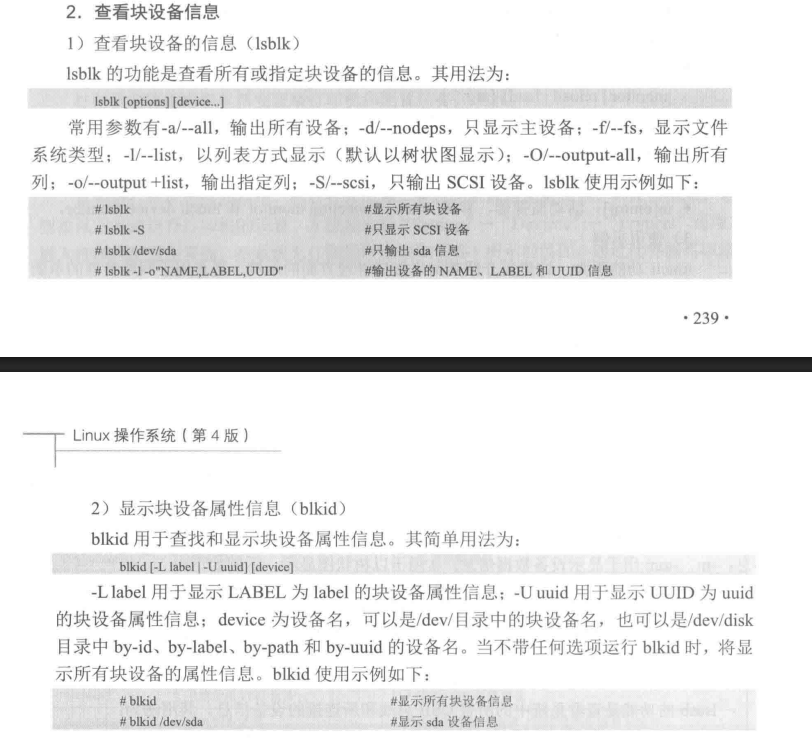 2．查看块设备信息
1）查看块设备的信息（lsblk）
lsblk 的功能是查看所有或指定块设备的信息。其用法为：
lsblk [options] [device...]
常用参数有-a/--all，输出所有设备；-d/--nodeps，只显示主设备；-f/--fs，显示文件
系统类型；-l/--list，以列表方式显示（默认以树状图显示）；-O/--output-all，输出所有
列；-o/--output +list，输出指定列；-S/--scsi，只输出 SCSI 设备。lsblk 使用示例如下：
# lsblk #显示所有块设备
# lsblk -S #只显示 SCSI 设备
# lsblk /dev/sda #只输出 sda 信息
# lsblk -l -o"NAME,LABEL,UUID" #输出设备的 NAME、LABEL 和 UUID 信息
·239·
Linux 操作系统（第 4 版）
2）显示块设备属性信息（blkid）
blkid 用于查找和显示块设备属性信息。其简单用法为：
blkid [-L label | -U uuid] [device]
-L label 用于显示 LABEL 为 label 的块设备属性信息；-U uuid 用于显示 UUID 为 uuid
的块设备属性信息；device 为设备名，可以是/dev/目录中的块设备名，也可以是/dev/disk
目录中 by-id、by-label、by-path 和 by-uuid 的设备名。当不带任何选项运行 blkid 时，将显
示所有块设备的属性信息。blkid 使用示例如下：
# blkid #显示所有块设备信息
# blkid /dev/sda #显示 sda 设备信息